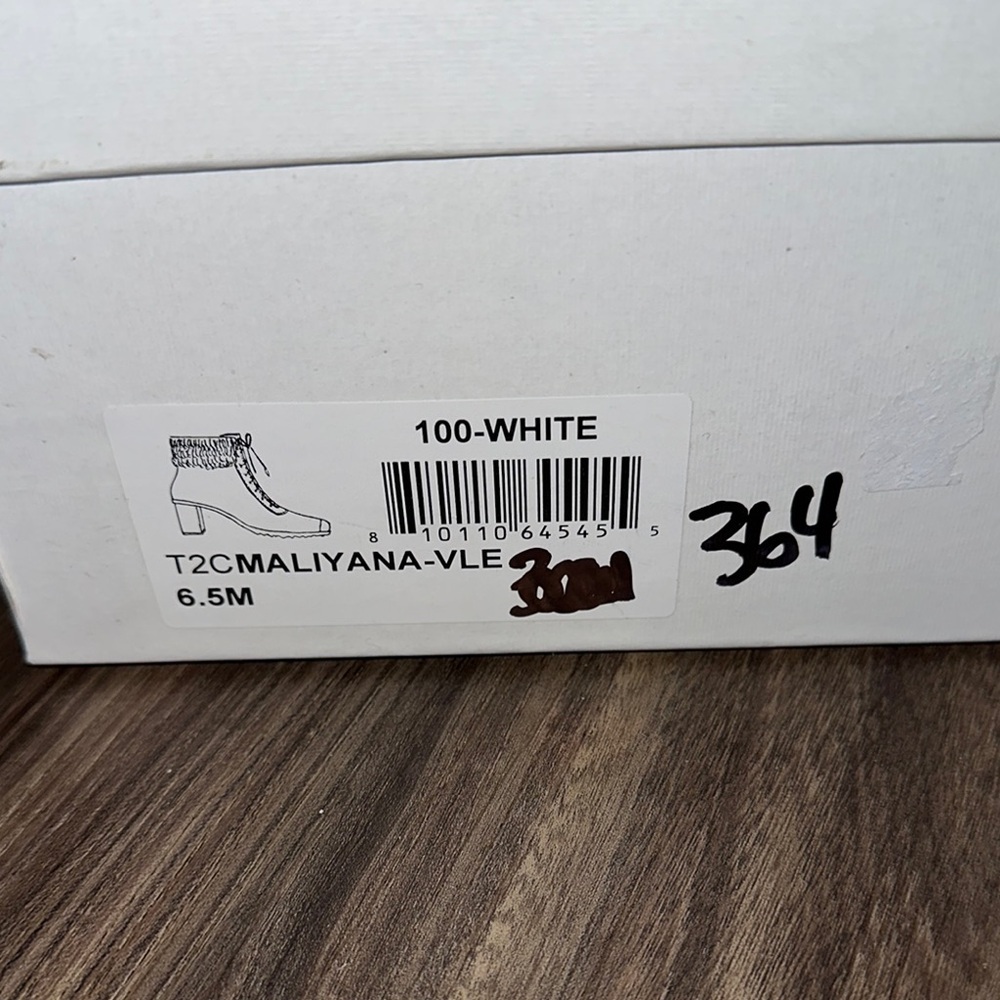 100-WHITE
8 10110 64545 5
T2CMALIYANA-VLE
6.5M
364